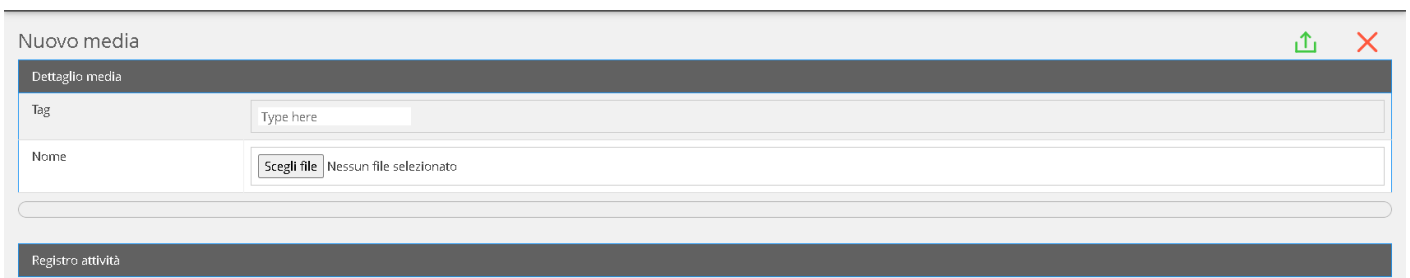 Nuovo media
Dettaglio media
Tag
Type here
Nome
Scegli file Nessun file selezionato
Registro attività